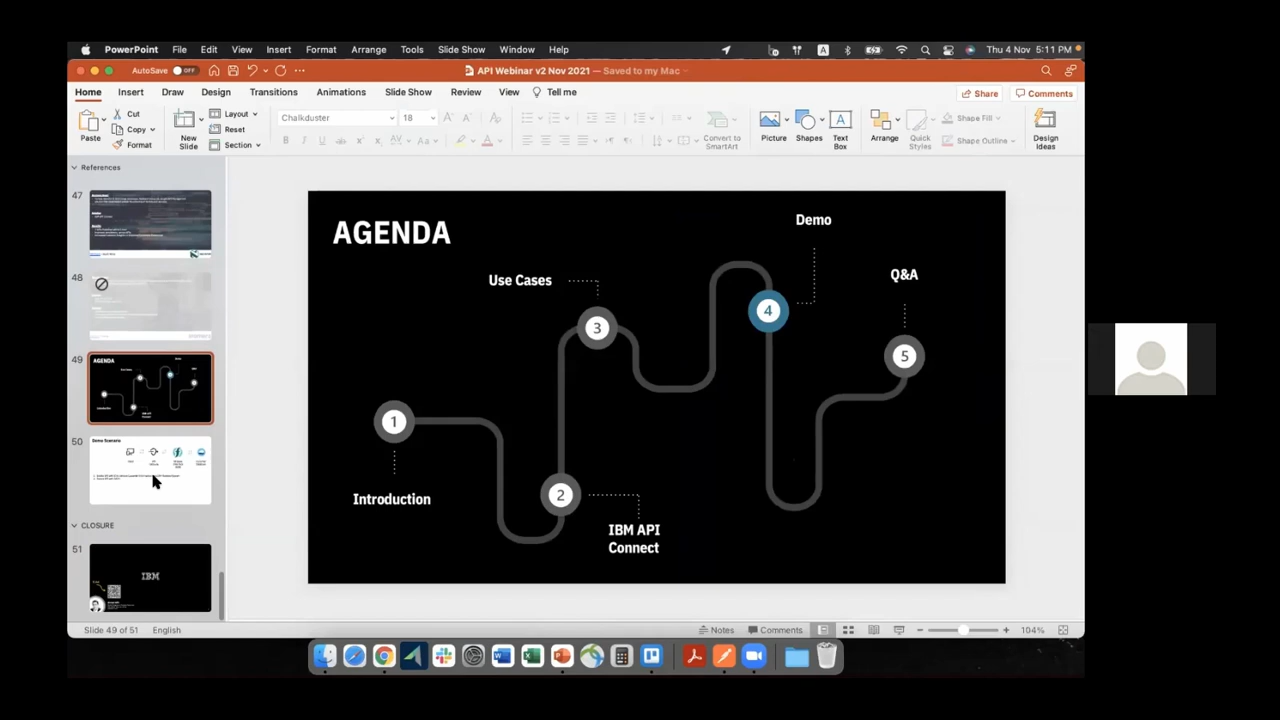 PowerPoint File Edit View Insert Format Arrange Tools Slide Show Window Help A Thu 4 Nov 5:11 PM
AutoSave OFF API Webinar v2 Nov 2021 — Saved to my Mac
Home Insert Draw Design Transitions Animations Slide Show Review View Tell me Share Comments
Paste Cut Copy Format
New Slide Layout Reset Section
Chalkduster 18
Convert to SmartArt
Picture Shapes Text Box
Arrange Quick Styles Shape Fill Shape Outline
Design Ideas
References
47
48
49
AGENDA
50
Demo Scenario
CLOSURE
51
IBM
AGENDA
Demo
Use Cases
Q&A
4
3
5
1
Introduction
2
IBM API
Connect
Slide 49 of 51 English Notes Comments 104%